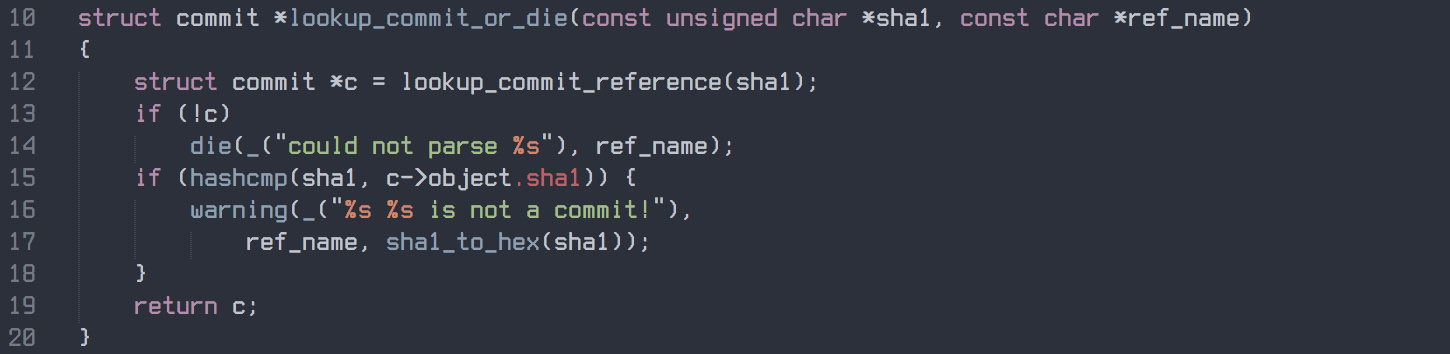 10 struct commit *lookup_commit_or_die(const unsigned char *sha1, const char *ref_name)
11 {
12     struct commit *c = lookup_commit_reference(sha1);
13     if (!c)
14         die(_("could not parse %s"), ref_name);
15     if (hashcmp(sha1, c->object.sha1)) {
16         warning(_("%s %s is not a commit!"),
17             ref_name, sha1_to_hex(sha1));
18     }
19     return c;
20 }